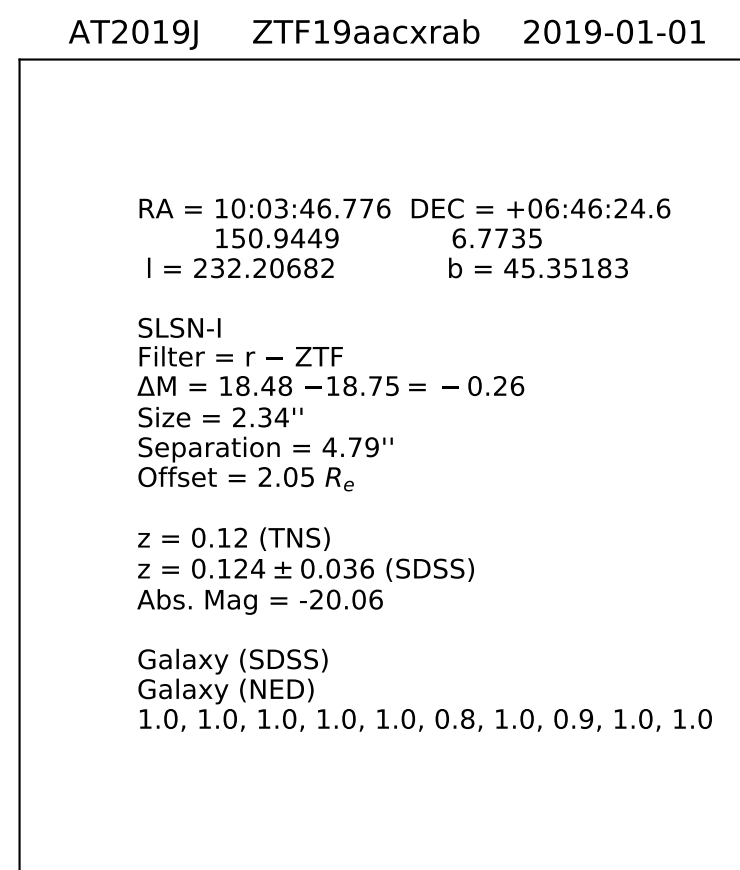 AT2019J ZTF19aacxrab 2019-01-01
RA = 10:03:46.776 DEC = +06:46:24.6
150.9449 6.7735
l = 232.20682 b = 45.35183
SLSN-I
Filter = r − ZTF
ΔM = 18.48 −18.75 = − 0.26
Size = 2.34''
Separation = 4.79''
Offset = 2.05 Rₑ
z = 0.12 (TNS)
z = 0.124 ± 0.036 (SDSS)
Abs. Mag = -20.06
Galaxy (SDSS)
Galaxy (NED)
1.0, 1.0, 1.0, 1.0, 1.0, 0.8, 1.0, 0.9, 1.0, 1.0